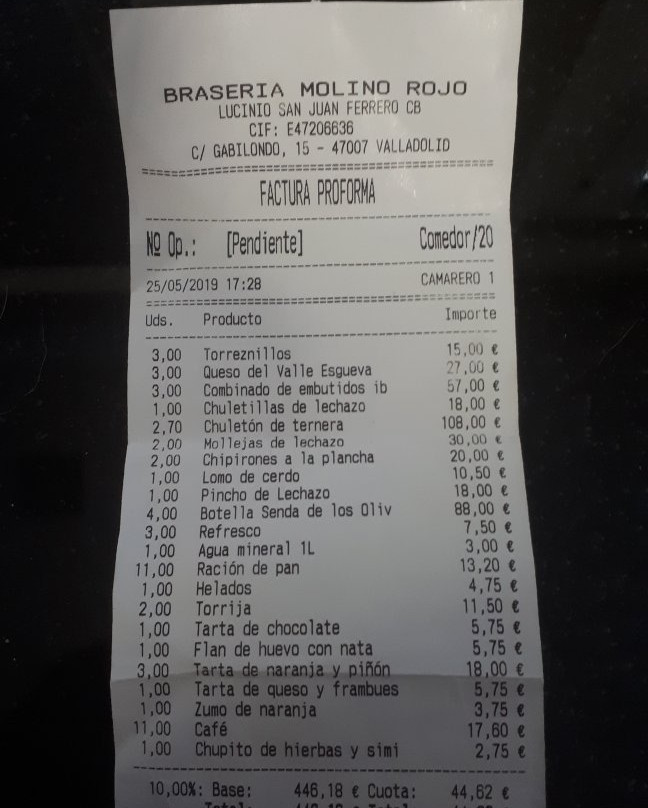 BRASERIA MOLINO ROJO
LUCINIO SAN JUAN FERRERO CB
CIF: E47206636
C/ GABILONDO, 15 - 47007 VALLADOLID
FACTURA PROFORMA
Nº Op.: [Pendiente] Comedor/20
25/05/2019 17:28 CAMARERO 1
Uds. Producto Importe
3,00 Torreznillos 15,00 €
3,00 Queso del Valle Esgueva 27,00 €
3,00 Combinado de embutidos ib 57,00 €
1,00 Chuletillas de lechazo 18,00 €
2,70 Chuletón de ternera 108,00 €
2,00 Mollejas de lechazo 30,00 €
2,00 Chipirones a la plancha 20,00 €
1,00 Lomo de cerdo 10,50 €
1,00 Pincho de Lechazo 18,00 €
4,00 Botella Senda de los Oliv 88,00 €
3,00 Refresco 7,50 €
1,00 Agua mineral 1L 3,00 €
11,00 Ración de pan 13,20 €
1,00 Helados 4,75 €
2,00 Torrija 11,50 €
1,00 Tarta de chocolate 5,75 €
1,00 Flan de huevo con nata 5,75 €
3,00 Tarta de naranja y piñón 18,00 €
1,00 Tarta de queso y frambues 5,75 €
1,00 Zumo de naranja 3,75 €
11,00 Café 17,60 €
1,00 Chupito de hierbas y simi 2,75 €
10,00%: Base: 446,18 € Cuota: 44,62 €